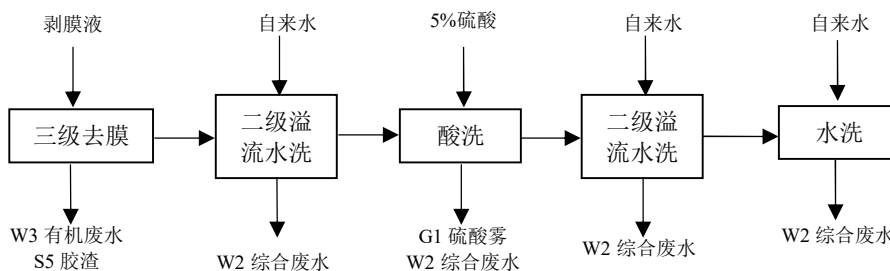 剥膜液
自来水
5%硫酸
自来水
自来水
三级去膜
二级溢
流水洗
酸洗
二级溢
流水洗
水洗
W3 有机废水
S5 胶渣
W2 综合废水
G1 硫酸雾
W2 综合废水
W2 综合废水
W2 综合废水